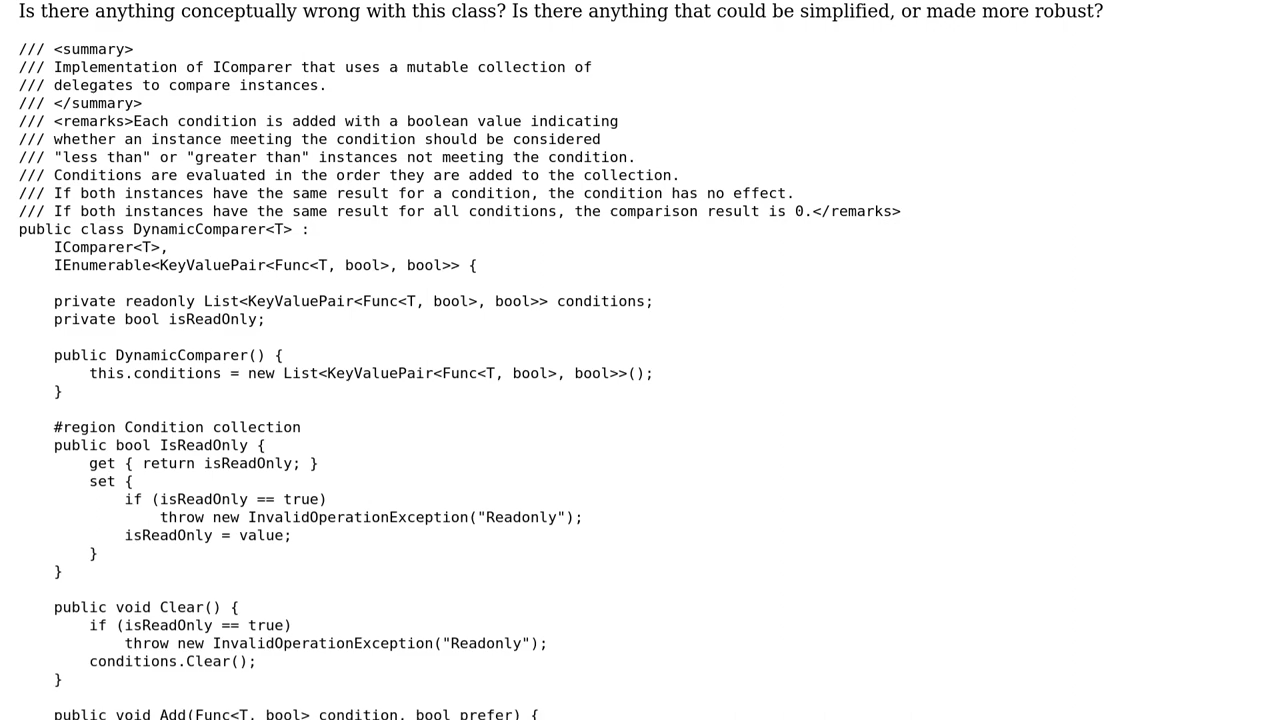 Is there anything conceptually wrong with this class? Is there anything that could be simplified, or made more robust?
/// <summary>
/// Implementation of IComparer that uses a mutable collection of
/// delegates to compare instances.
/// </summary>
/// <remarks>Each condition is added with a boolean value indicating
/// whether an instance meeting the condition should be considered
/// "less than" or "greater than" instances not meeting the condition.
/// Conditions are evaluated in the order they are added to the collection.
/// If both instances have the same result for a condition, the condition has no effect.
/// If both instances have the same result for all conditions, the comparison result is 0.</remarks>
public class DynamicComparer<T> :
    IComparer<T>,
    IEnumerable<KeyValuePair<Func<T, bool>, bool>> {

    private readonly List<KeyValuePair<Func<T, bool>, bool>> conditions;
    private bool isReadOnly;

    public DynamicComparer() {
        this.conditions = new List<KeyValuePair<Func<T, bool>, bool>>();
    }

    #region Condition collection
    public bool IsReadOnly {
        get { return isReadOnly; }
        set {
            if (isReadOnly == true)
                throw new InvalidOperationException("Readonly");
            isReadOnly = value;
        }
    }

    public void Clear() {
        if (isReadOnly == true)
            throw new InvalidOperationException("Readonly");
        conditions.Clear();
    }

    public void Add(Func<T, bool> condition, bool prefer) {